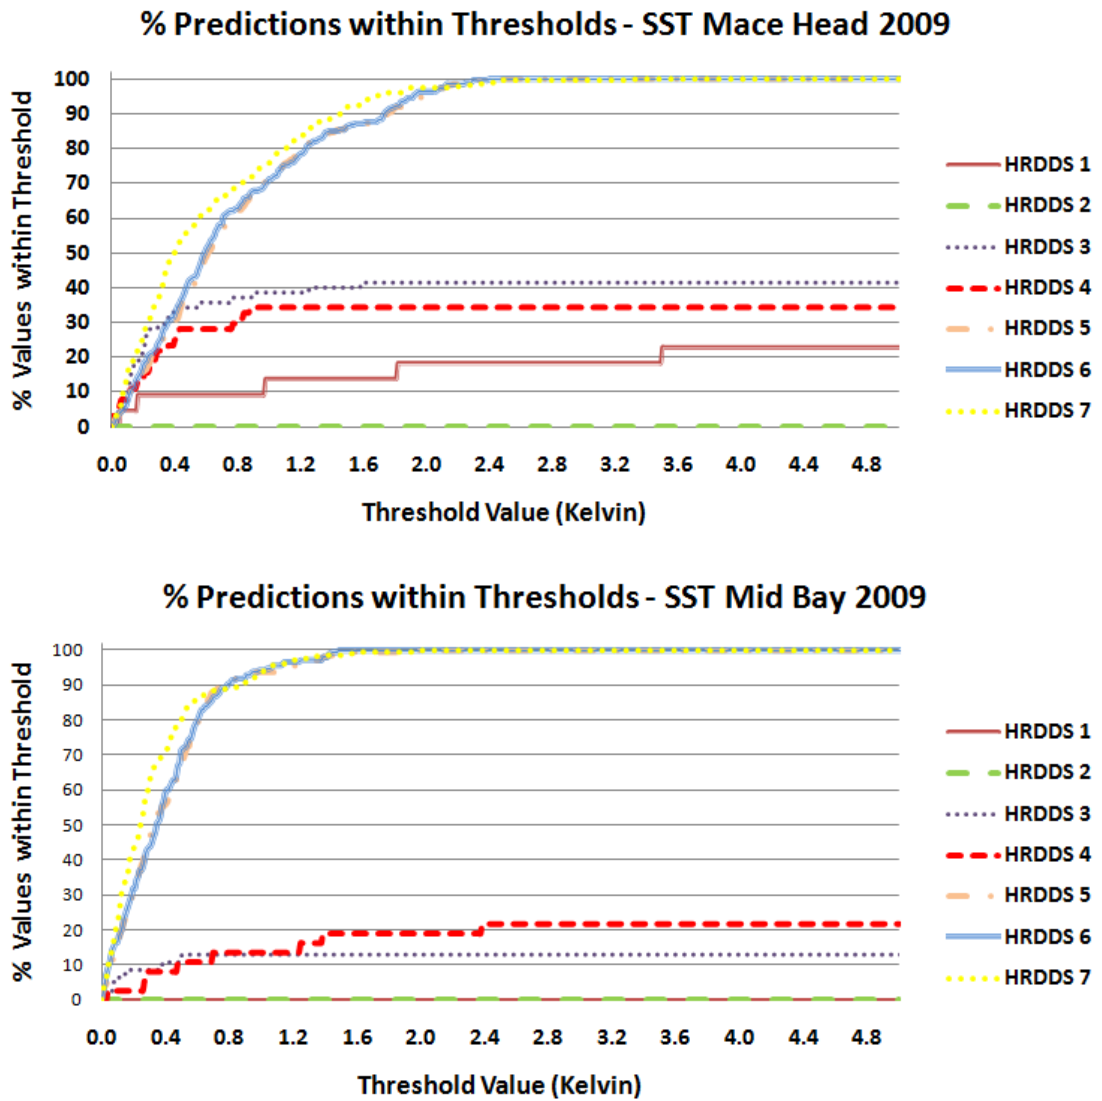 % Predictions within Thresholds - SST Mace Head 2009
% Values within Threshold
100
90
80
70
60
50
40
30
20
10
0
0.0 0.4 0.8 1.2 1.6 2.0 2.4 2.8 3.2 3.6 4.0 4.4 4.8
Threshold Value (Kelvin)
HRDDS 1
HRDDS 2
HRDDS 3
HRDDS 4
HRDDS 5
HRDDS 6
HRDDS 7
% Predictions within Thresholds - SST Mid Bay 2009
% Values within Threshold
100
90
80
70
60
50
40
30
20
10
0
0.0 0.4 0.8 1.2 1.6 2.0 2.4 2.8 3.2 3.6 4.0 4.4 4.8
Threshold Value (Kelvin)
HRDDS 1
HRDDS 2
HRDDS 3
HRDDS 4
HRDDS 5
HRDDS 6
HRDDS 7